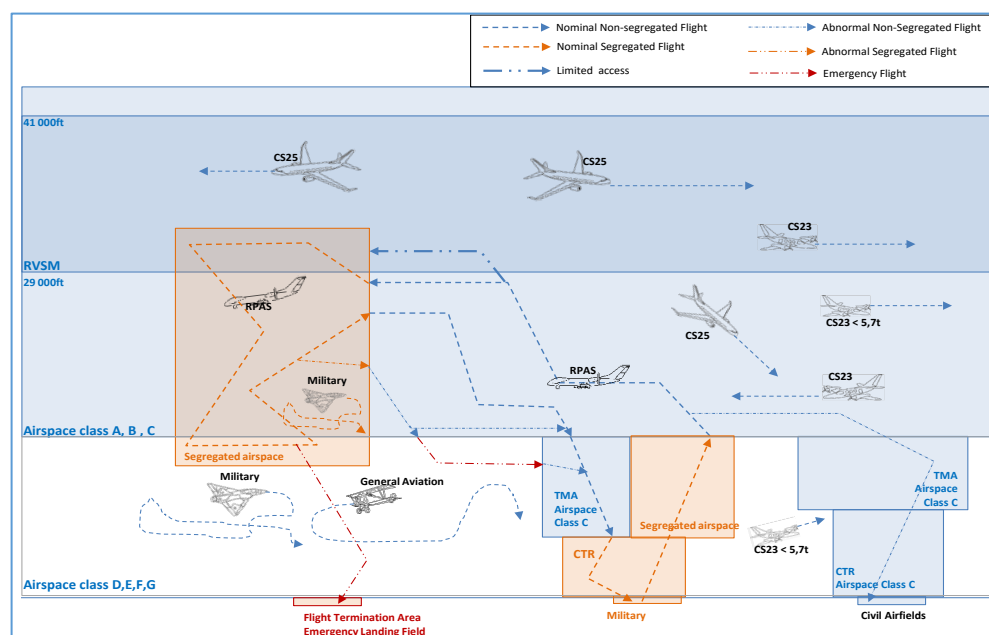 Nominal Non-segregated Flight
Abnormal Non-Segregated Flight
Nominal Segregated Flight
Abnormal Segregated Flight
Limited access
Emergency Flight
41 000ft
CS25
CS25
CS23
RVSM
29 000ft
RPAS
CS23 < 5,7t
CS25
RPAS
Military
CS23
Airspace class A, B , C
Segregated airspace
Military
General Aviation
TMA
Airspace
Class C
TMA
Airspace
Class C
Segregated airspace
CS23 < 5,7t
CTR
CTR
Airspace Class C
Airspace class D,E,F,G
Flight Termination Area
Emergency Landing Field
Military
Civil Airfields